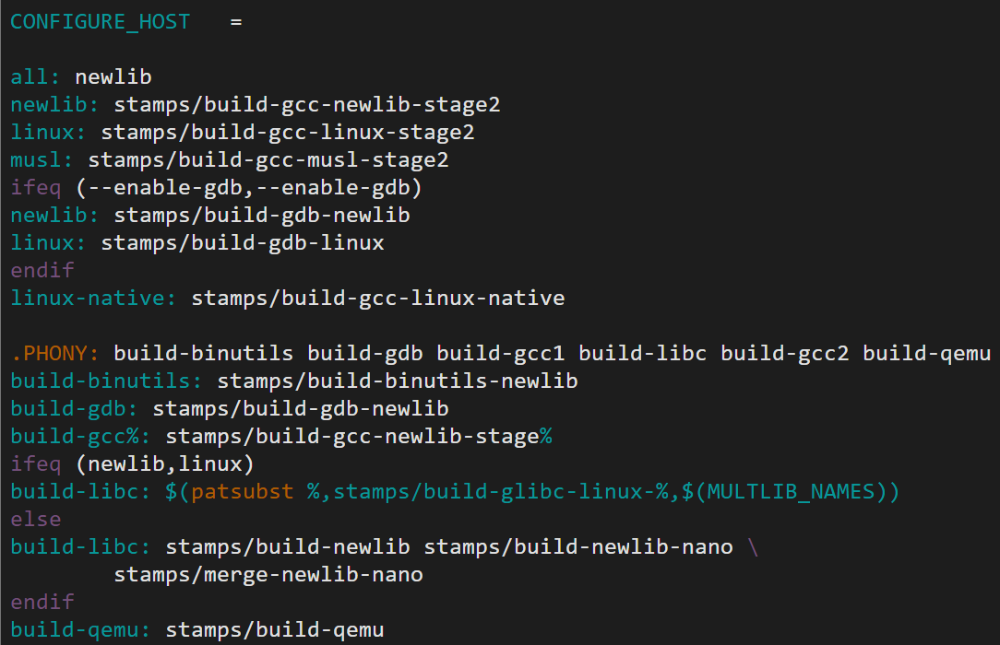 CONFIGURE_HOST   =
all: newlib
newlib: stamps/build-gcc-newlib-stage2
linux: stamps/build-gcc-linux-stage2
musl: stamps/build-gcc-musl-stage2
ifeq (--enable-gdb,--enable-gdb)
newlib: stamps/build-gdb-newlib
linux: stamps/build-gdb-linux
endif
linux-native: stamps/build-gcc-linux-native
.PHONY: build-binutils build-gdb build-gcc1 build-libc build-gcc2 build-qemu
build-binutils: stamps/build-binutils-newlib
build-gdb: stamps/build-gdb-newlib
build-gcc%: stamps/build-gcc-newlib-stage%
ifeq (newlib,linux)
build-libc: $(patsubst %,stamps/build-glibc-linux-%,$(MULTLIB_NAMES))
else
build-libc: stamps/build-newlib stamps/build-newlib-nano \
        stamps/merge-newlib-nano
endif
build-qemu: stamps/build-qemu